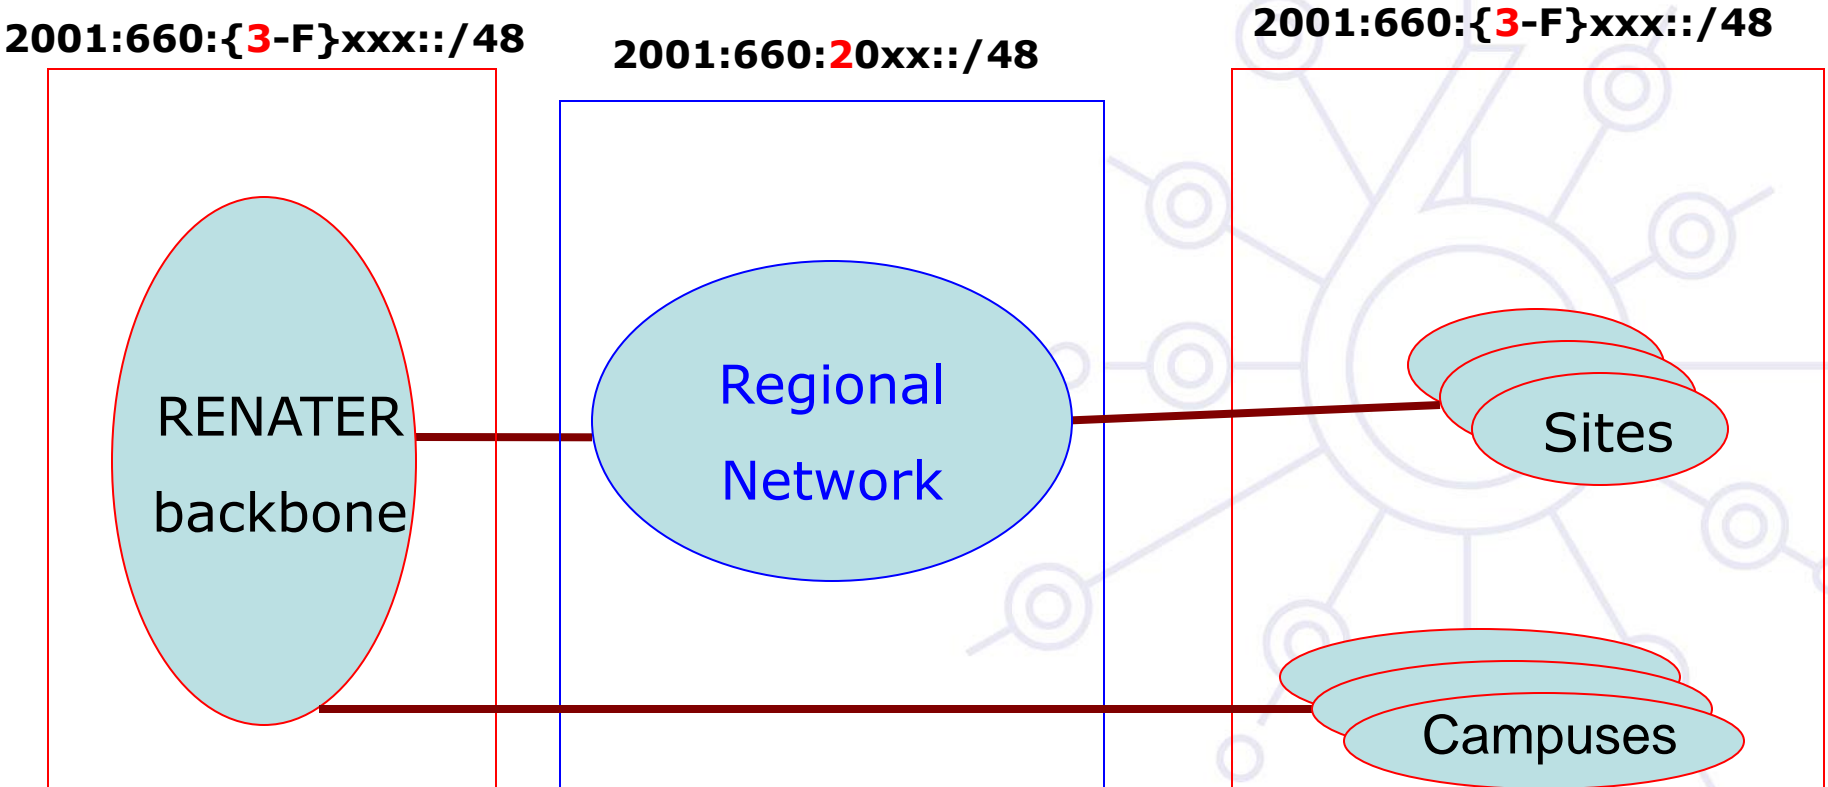 2001:660:{3-F}xxx::/48
2001:660:20xx::/48
2001:660:{3-F}xxx::/48
RENATER
backbone
Regional
Network
Sites
Campuses